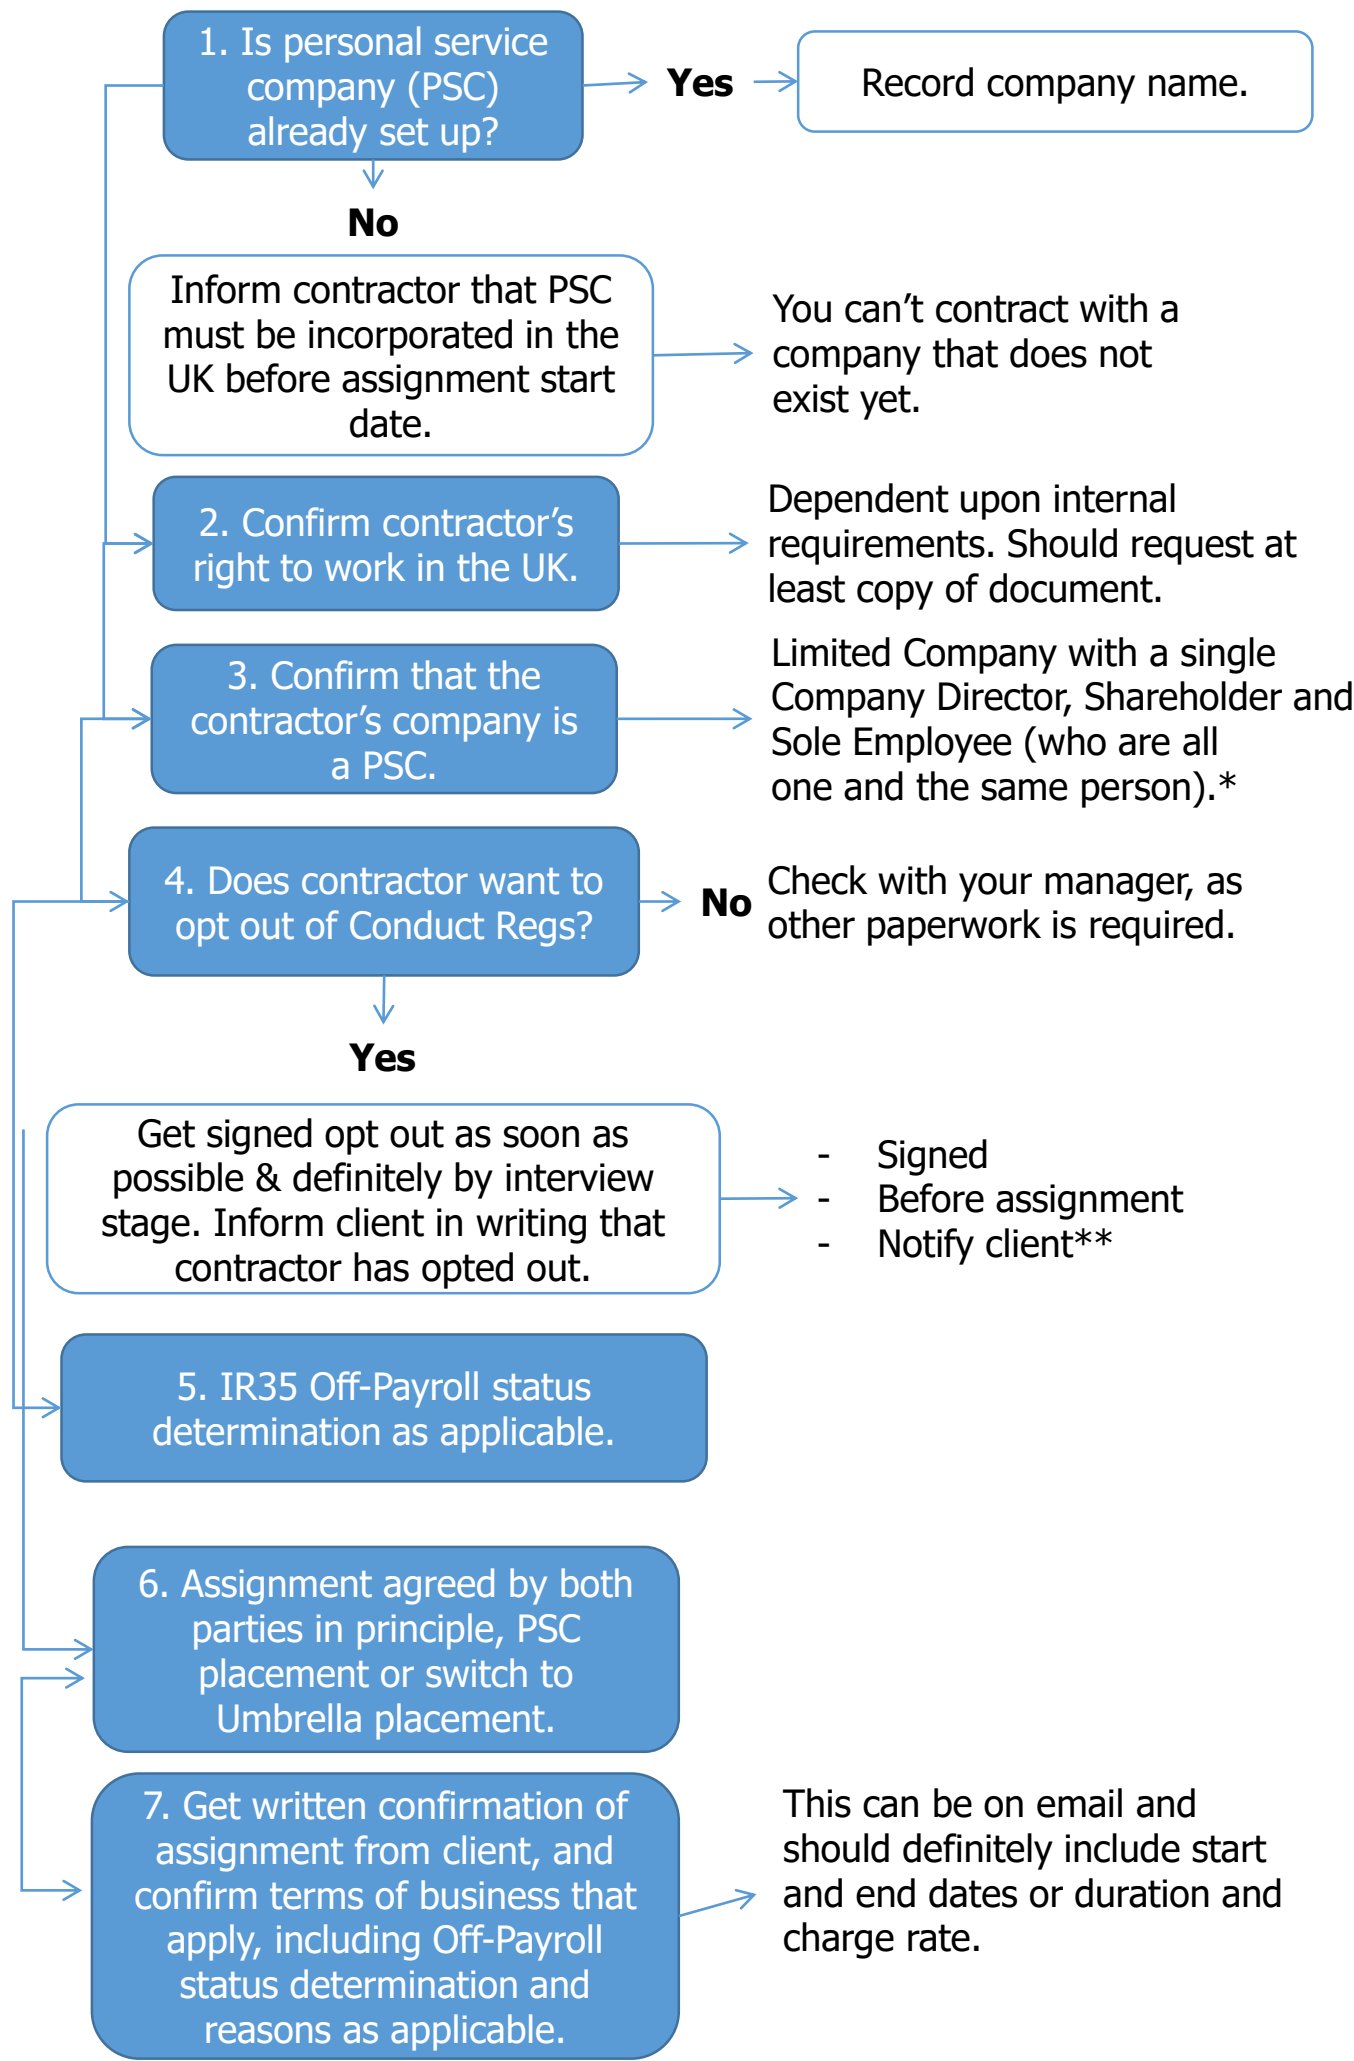 1. Is personal service
company (PSC)
already set up?
Yes
Record company name.
No
Inform contractor that PSC
must be incorporated in the
UK before assignment start
date.
You can’t contract with a
company that does not
exist yet.
2. Confirm contractor’s
right to work in the UK.
Dependent upon internal
requirements. Should request at
least copy of document.
3. Confirm that the
contractor’s company is
a PSC.
Limited Company with a single
Company Director, Shareholder and
Sole Employee (who are all
one and the same person).*
4. Does contractor want to
opt out of Conduct Regs?
No
Check with your manager, as
other paperwork is required.
Yes
Get signed opt out as soon as
possible & definitely by interview
stage. Inform client in writing that
contractor has opted out.
- Signed
- Before assignment
- Notify client**
5. IR35 Off-Payroll status
determination as applicable.
6. Assignment agreed by both
parties in principle, PSC
placement or switch to
Umbrella placement.
7. Get written confirmation of
assignment from client, and
confirm terms of business that
apply, including Off-Payroll
status determination and
reasons as applicable.
This can be on email and
should definitely include start
and end dates or duration and
charge rate.